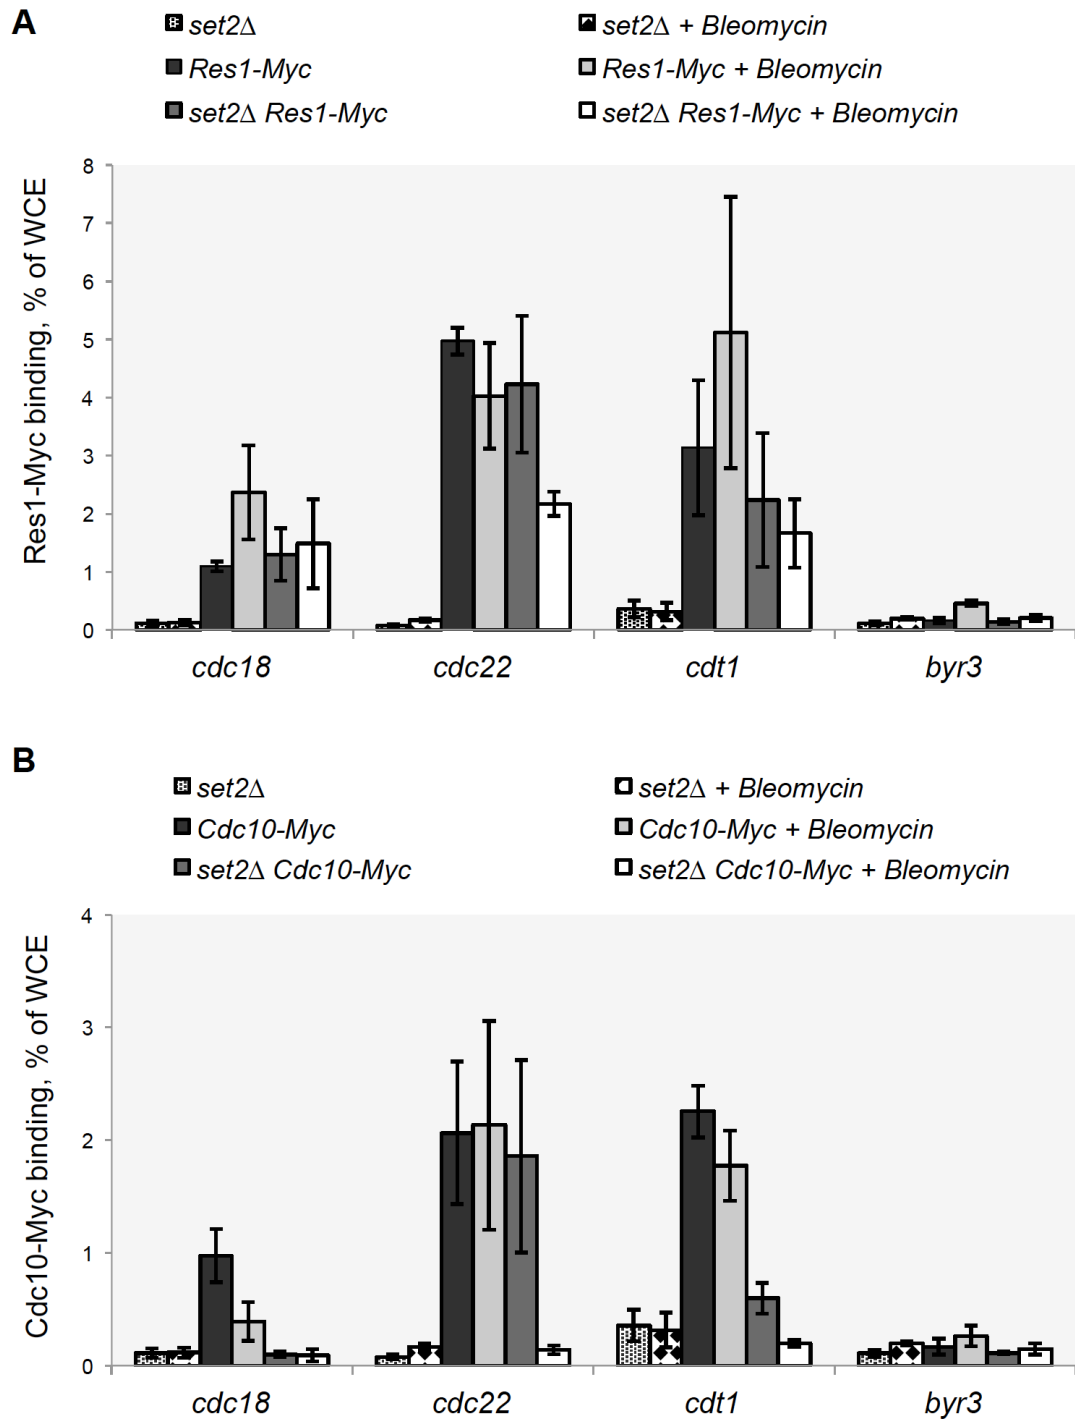 A
set2Δ
set2Δ + Bleomycin
Res1-Myc
Res1-Myc + Bleomycin
set2Δ Res1-Myc
set2Δ Res1-Myc + Bleomycin
Res1-Myc binding, % of WCE
8
7
6
5
4
3
2
1
0
cdc18 cdc22 cdt1 byr3
B
set2Δ
set2Δ + Bleomycin
Cdc10-Myc
Cdc10-Myc + Bleomycin
set2Δ Cdc10-Myc
set2Δ Cdc10-Myc + Bleomycin
Cdc10-Myc binding, % of WCE
4
3
2
1
0
cdc18 cdc22 cdt1 byr3